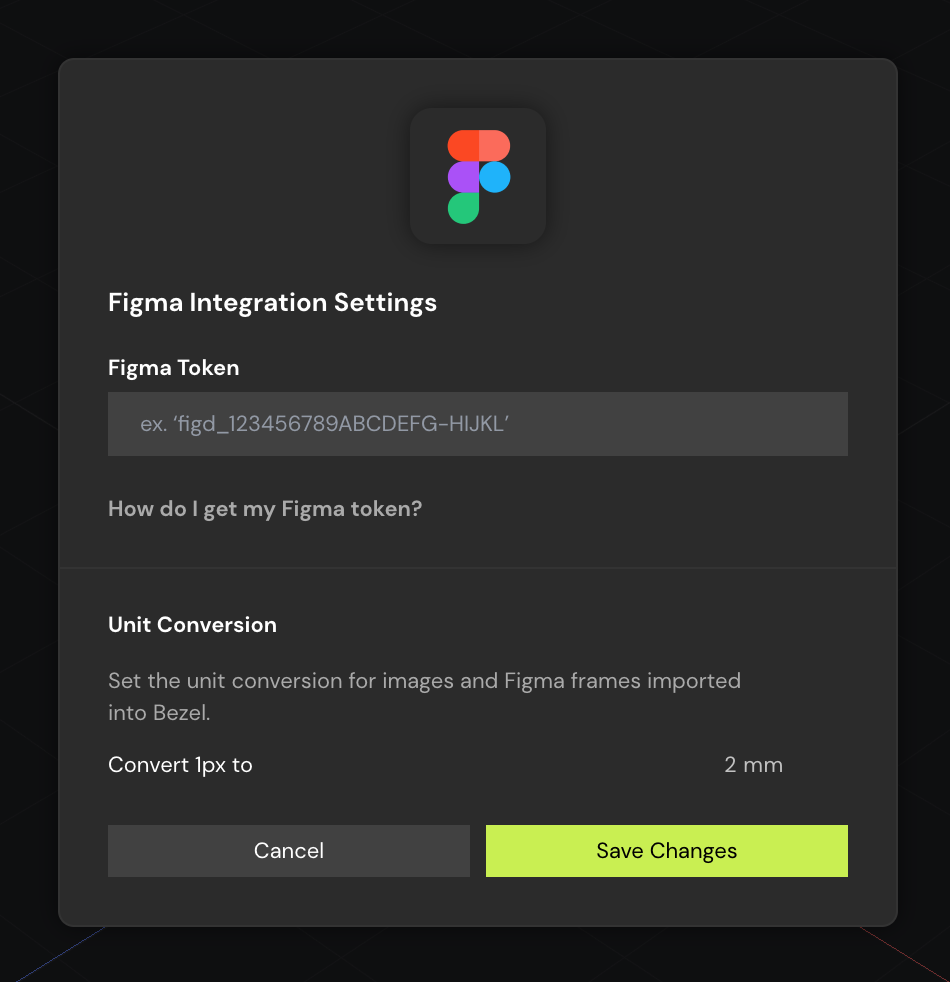 Figma Integration Settings
Figma Token
ex. ‘figd_123456789ABCDEFG-HIJKL’
How do I get my Figma token?
Unit Conversion
Set the unit conversion for images and Figma frames imported
into Bezel.
Convert 1px to 2 mm
Cancel Save Changes